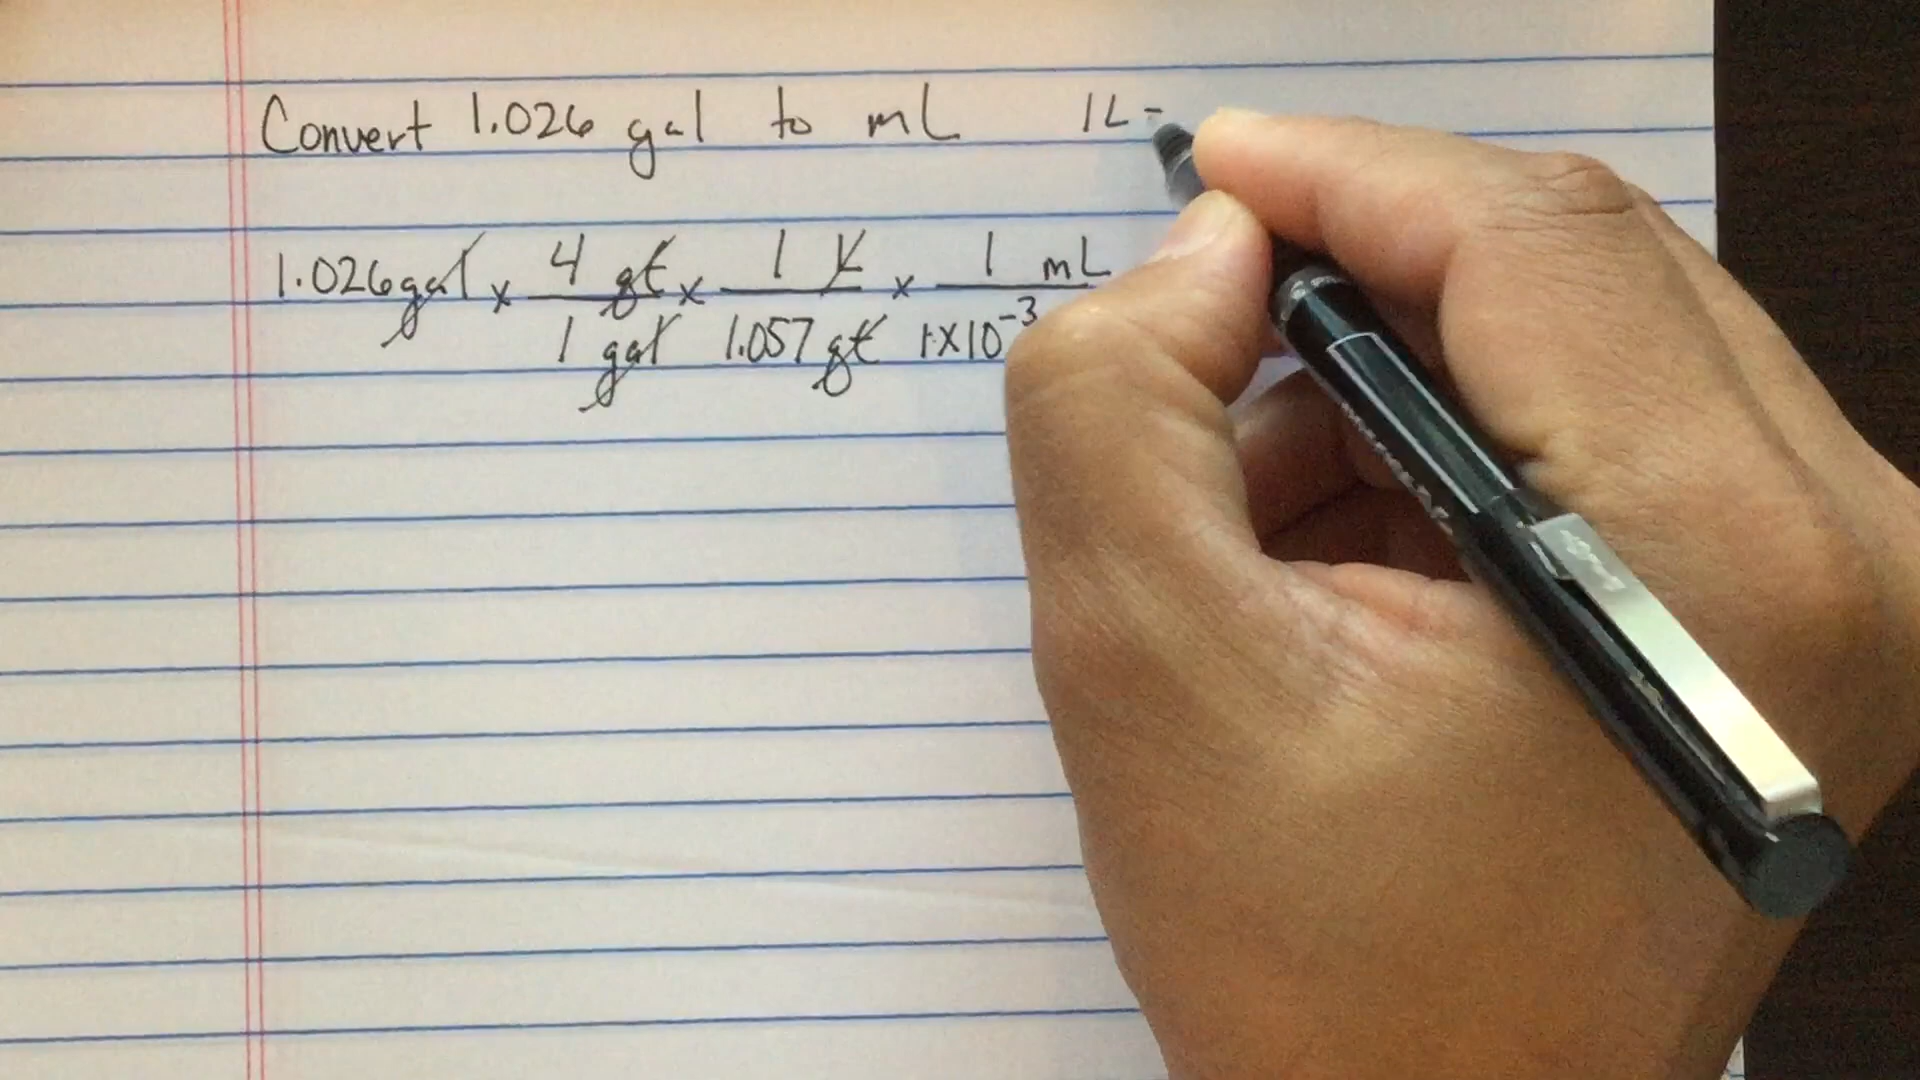 Convert 1.026 gal to mL 1L =
1.026 gal x 4 qt x 1 L x 1 mL
1 gal 1.057 qt 1x10⁻³